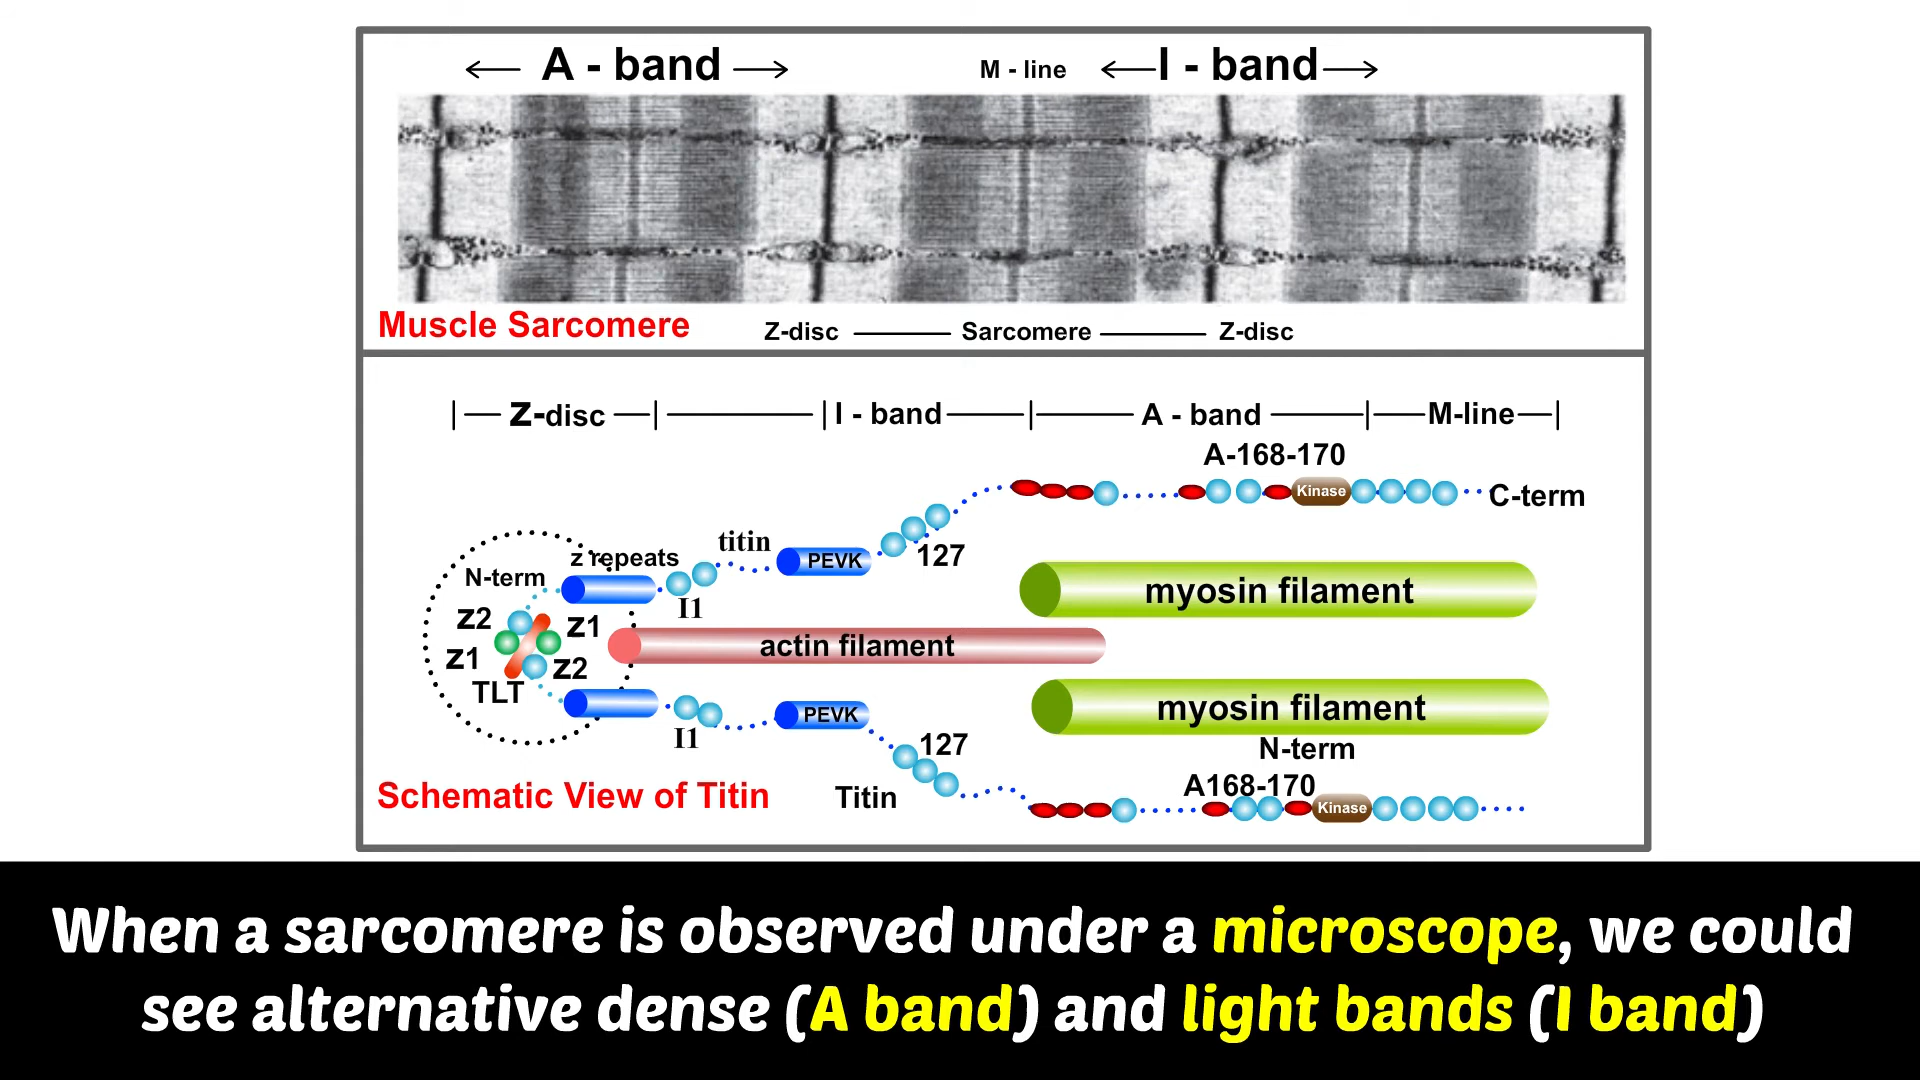 A - band M - line I - band
Muscle Sarcomere Z-disc Sarcomere Z-disc
z-disc I - band A - band M-line
A-168-170
Kinase
C-term
titin
z repeats
PEVK
127
N-term
I1
myosin filament
z2
z1
actin filament
z1
z2
TLT
myosin filament
PEVK
I1
127
N-term
A168-170
Schematic View of Titin
Titin
Kinase
When a sarcomere is observed under a microscope, we could
see alternative dense (A band) and light bands (I band)